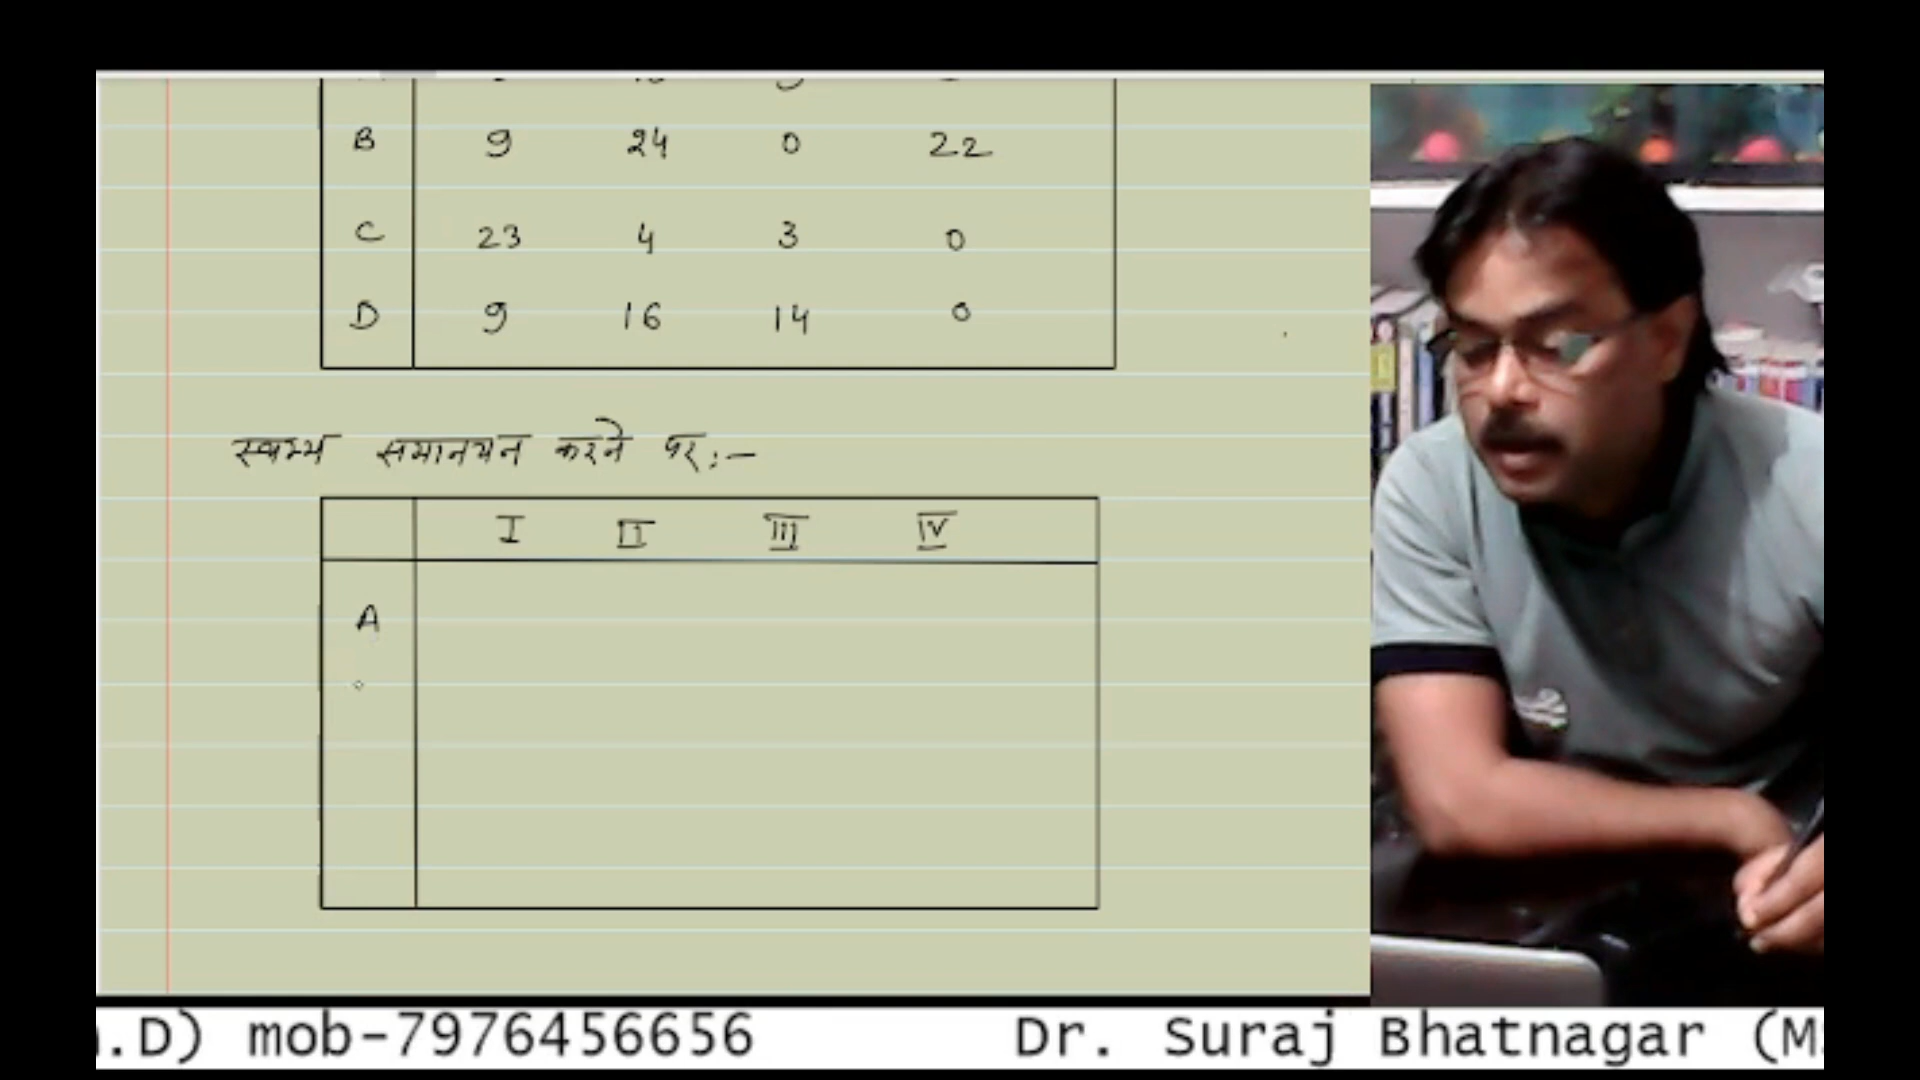 B 9 24 0 22
C 23 4 3 0
D 9 16 14 0
स्तम्भ समानयन करने पर:-
I II III IV
A
.D) mob-7976456656 Dr. Suraj Bhatnagar (M